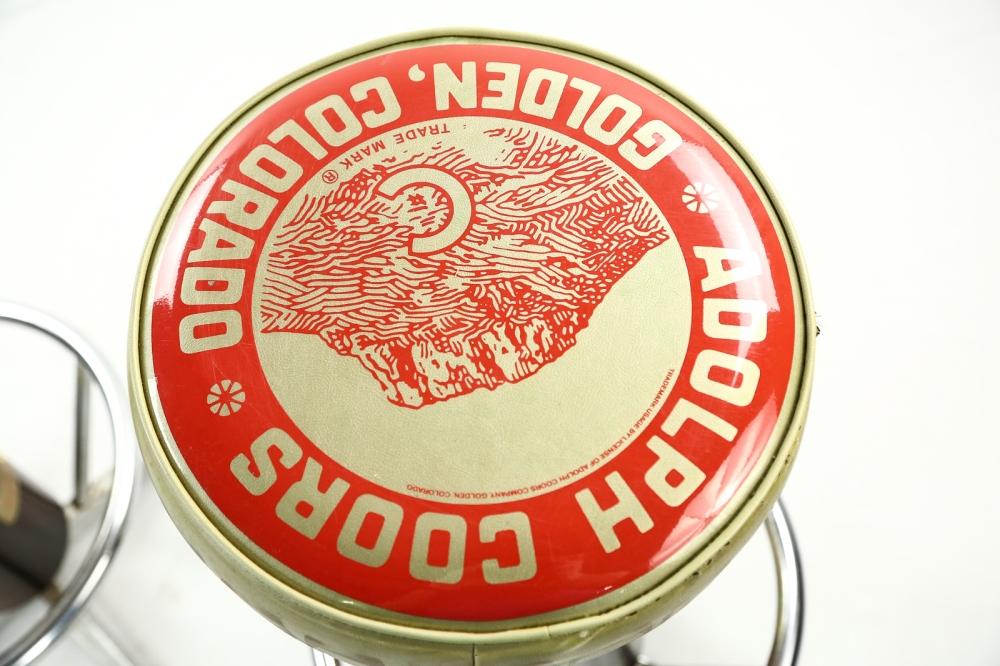 ADOLPH COORS
GOLDEN, COLORADO
TRADE MARK ®
C
TRADEMARK USAGE BY LICENSE OF ADOLPH COORS COMPANY GOLDEN, COLORADO